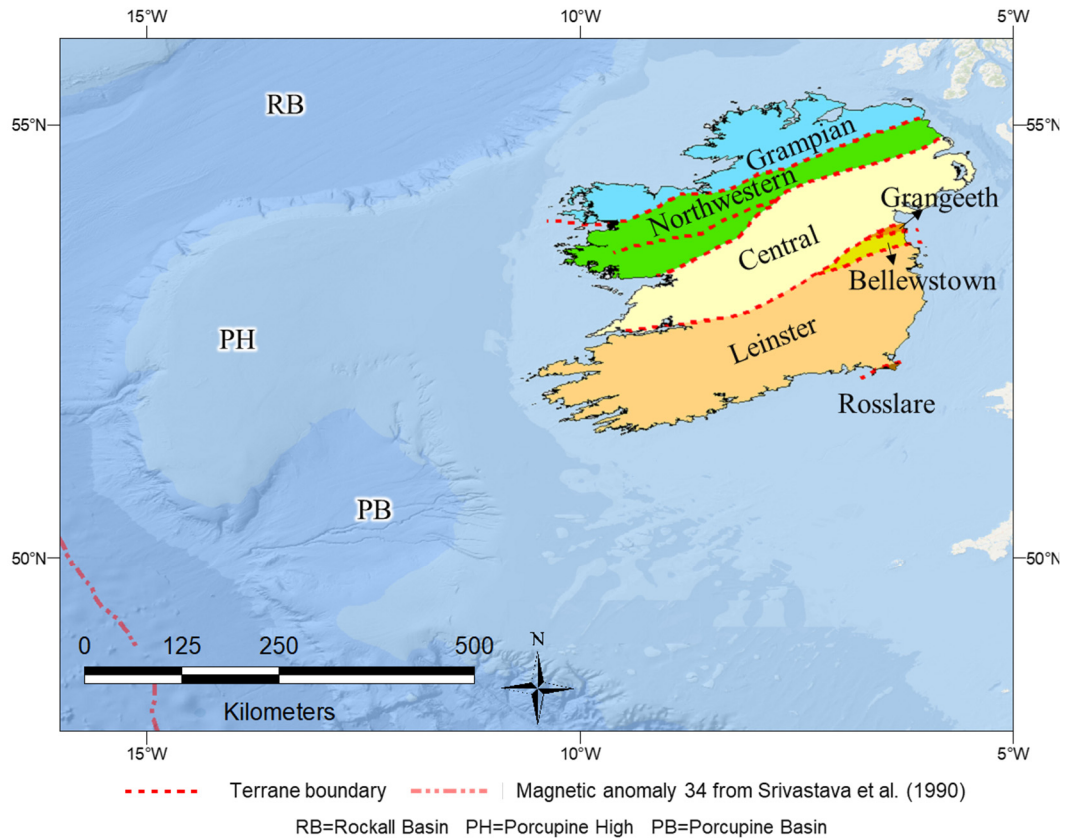 15°W 10°W 5°W
RB
55°N 55°N
Grampian
Grangeeth
Northwestern
Central
Bellewstown
PH
Leinster
Rosslare
PB
50°N 50°N
0 125 250 500
N
Kilometers
15°W 10°W 5°W
Terrane boundary Magnetic anomaly 34 from Srivastava et al. (1990)
RB=Rockall Basin PH=Porcupine High PB=Porcupine Basin